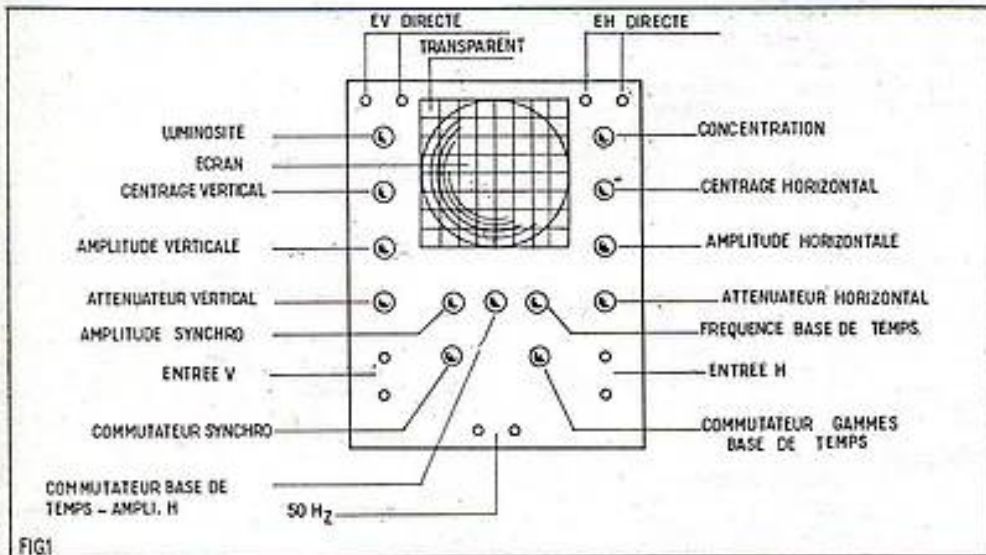 EV DIRECTE
EH DIRECTE
TRANSPARENT
LUMINOSITÉ
CONCENTRATION
ECRAN
CENTRAGE VERTICAL
CENTRAGE HORIZONTAL
AMPLITUDE VERTICALE
AMPLITUDE HORIZONTALE
ATTENUATEUR VERTICAL
ATTENUATEUR HORIZONTAL
AMPLITUDE SYNCHRO
FRÉQUENCE BASE DE TEMPS.
ENTREE V
ENTREE H
COMMUTATEUR SYNCHRO
COMMUTATEUR GAMMES
BASE DE TEMPS
COMMUTATEUR BASE DE
TEMPS - AMPLI. H
50 HZ
FIG1